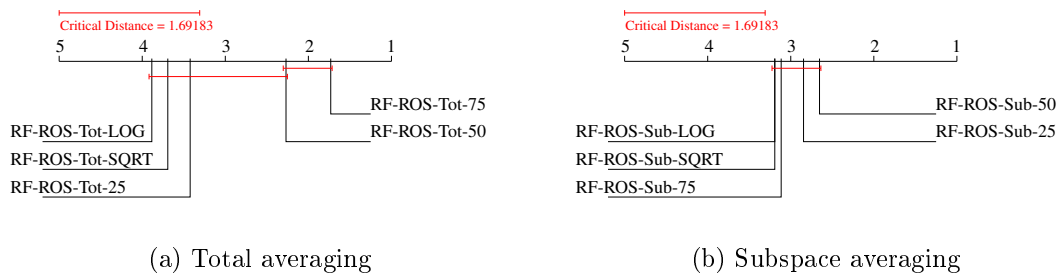 Critical Distance = 1.69183
5 4 3 2 1
RF-ROS-Tot-75
RF-ROS-Tot-LOG RF-ROS-Tot-50
RF-ROS-Tot-SQRT
RF-ROS-Tot-25
(a) Total averaging
Critical Distance = 1.69183
5 4 3 2 1
RF-ROS-Sub-50
RF-ROS-Sub-LOG RF-ROS-Sub-25
RF-ROS-Sub-SQRT
RF-ROS-Sub-75
(b) Subspace averaging